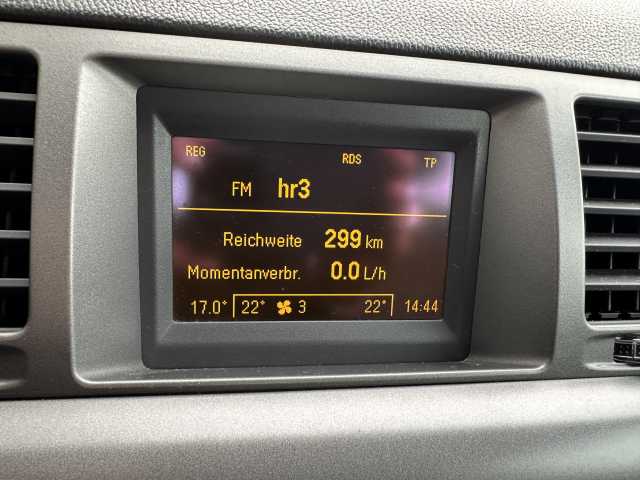 REG RDS TP
FM hr3
Reichweite 299 km
Momentanverbr. 0.0 L/h
17.0° 22° 3 22° 14:44